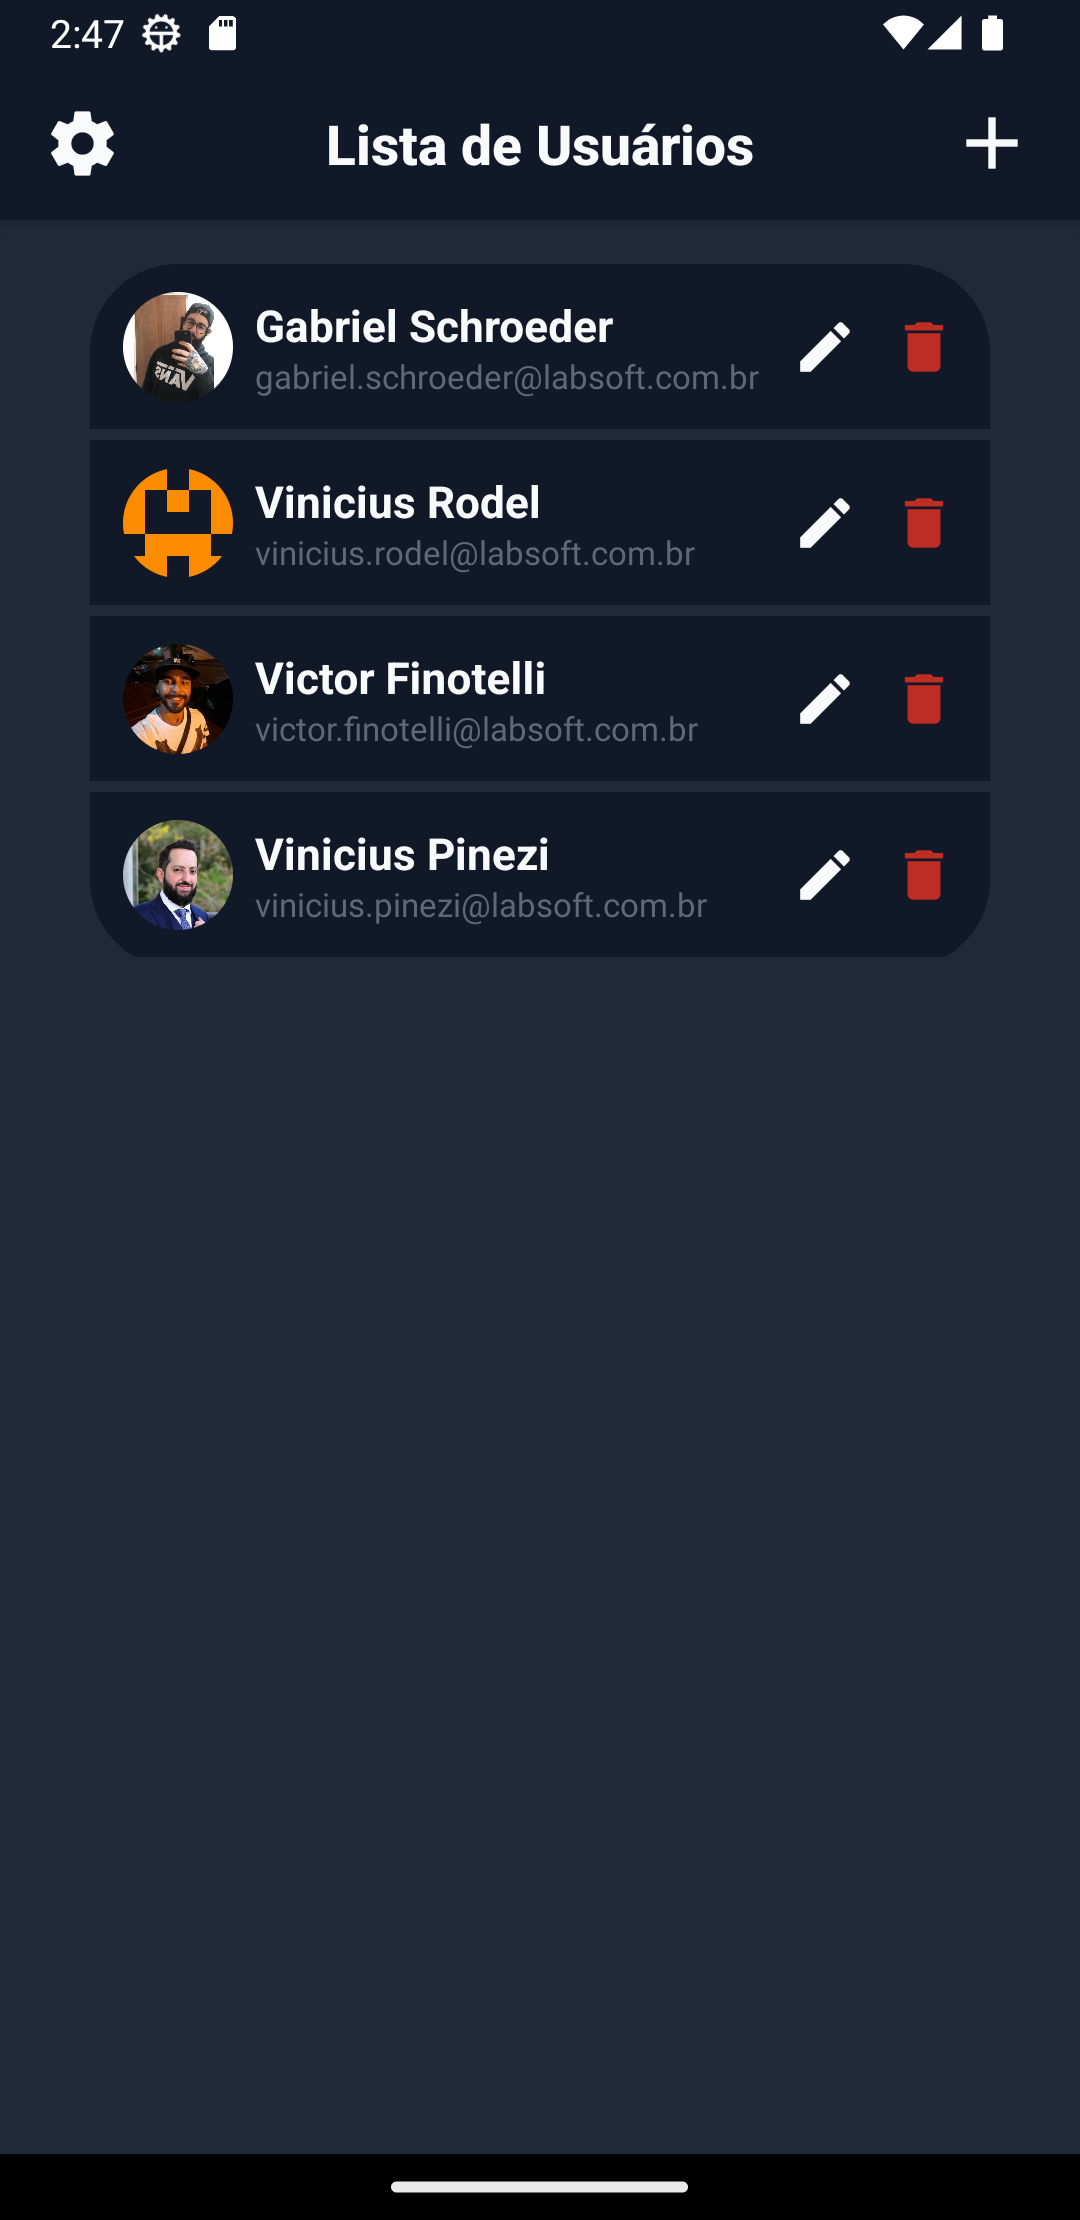 2:47
Lista de Usuários
Gabriel Schroeder
gabriel.schroeder@labsoft.com.br
VANS
Vinicius Rodel
vinicius.rodel@labsoft.com.br
Victor Finotelli
victor.finotelli@labsoft.com.br
Vinicius Pinezi
vinicius.pinezi@labsoft.com.br